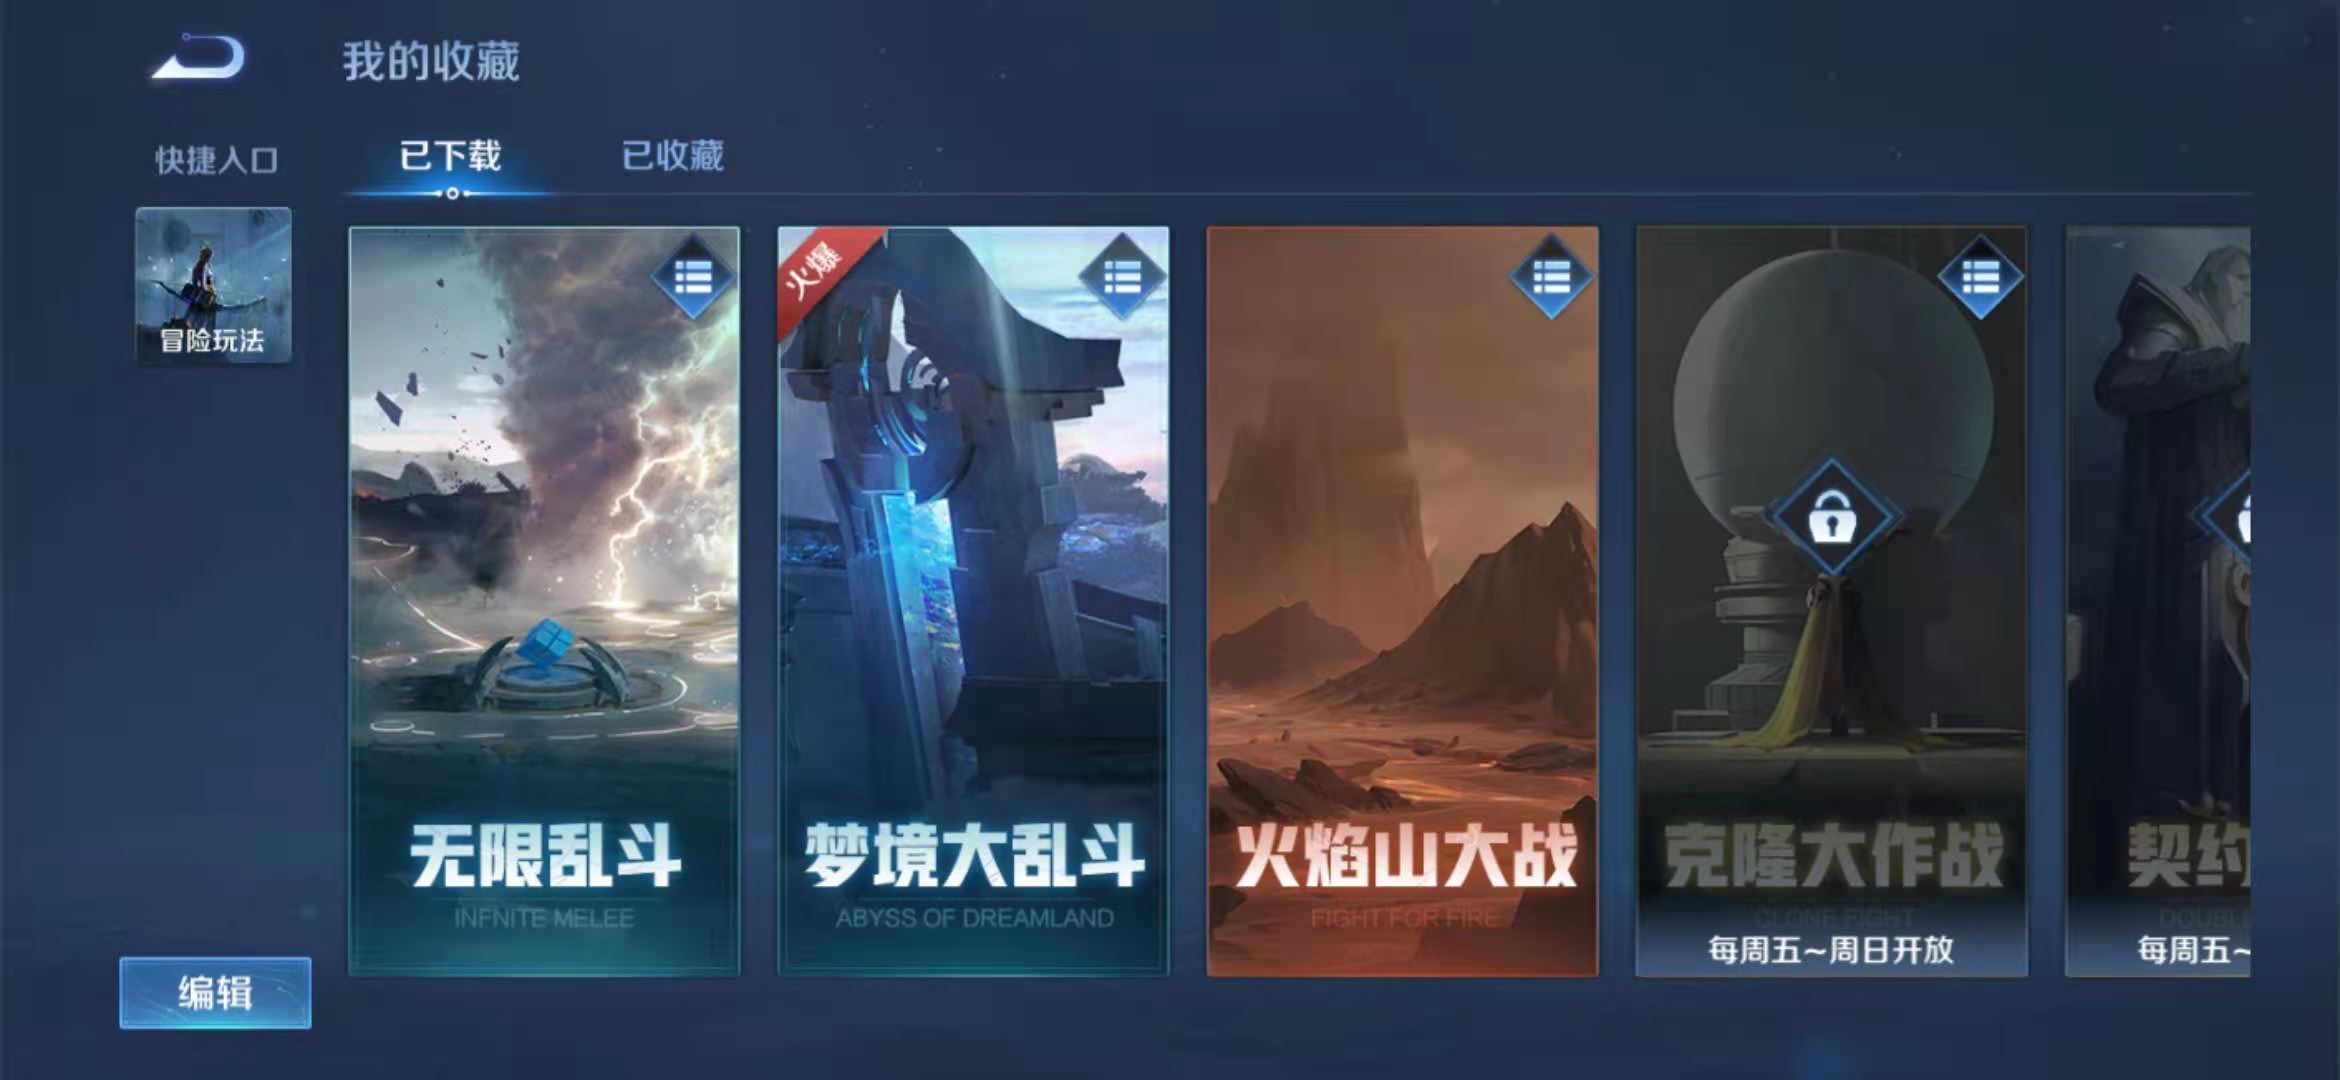 我的收藏
快捷入口
已下载
已收藏
冒险玩法
火爆
无限乱斗
INFNITE MELEE
梦境大乱斗
ABYSS OF DREAMLAND
火焰山大战
FIGHT FOR FIRE
克隆大作战
CLONE FIGHT
每周五~周日开放
契约
DOUBL
每周五~
编辑